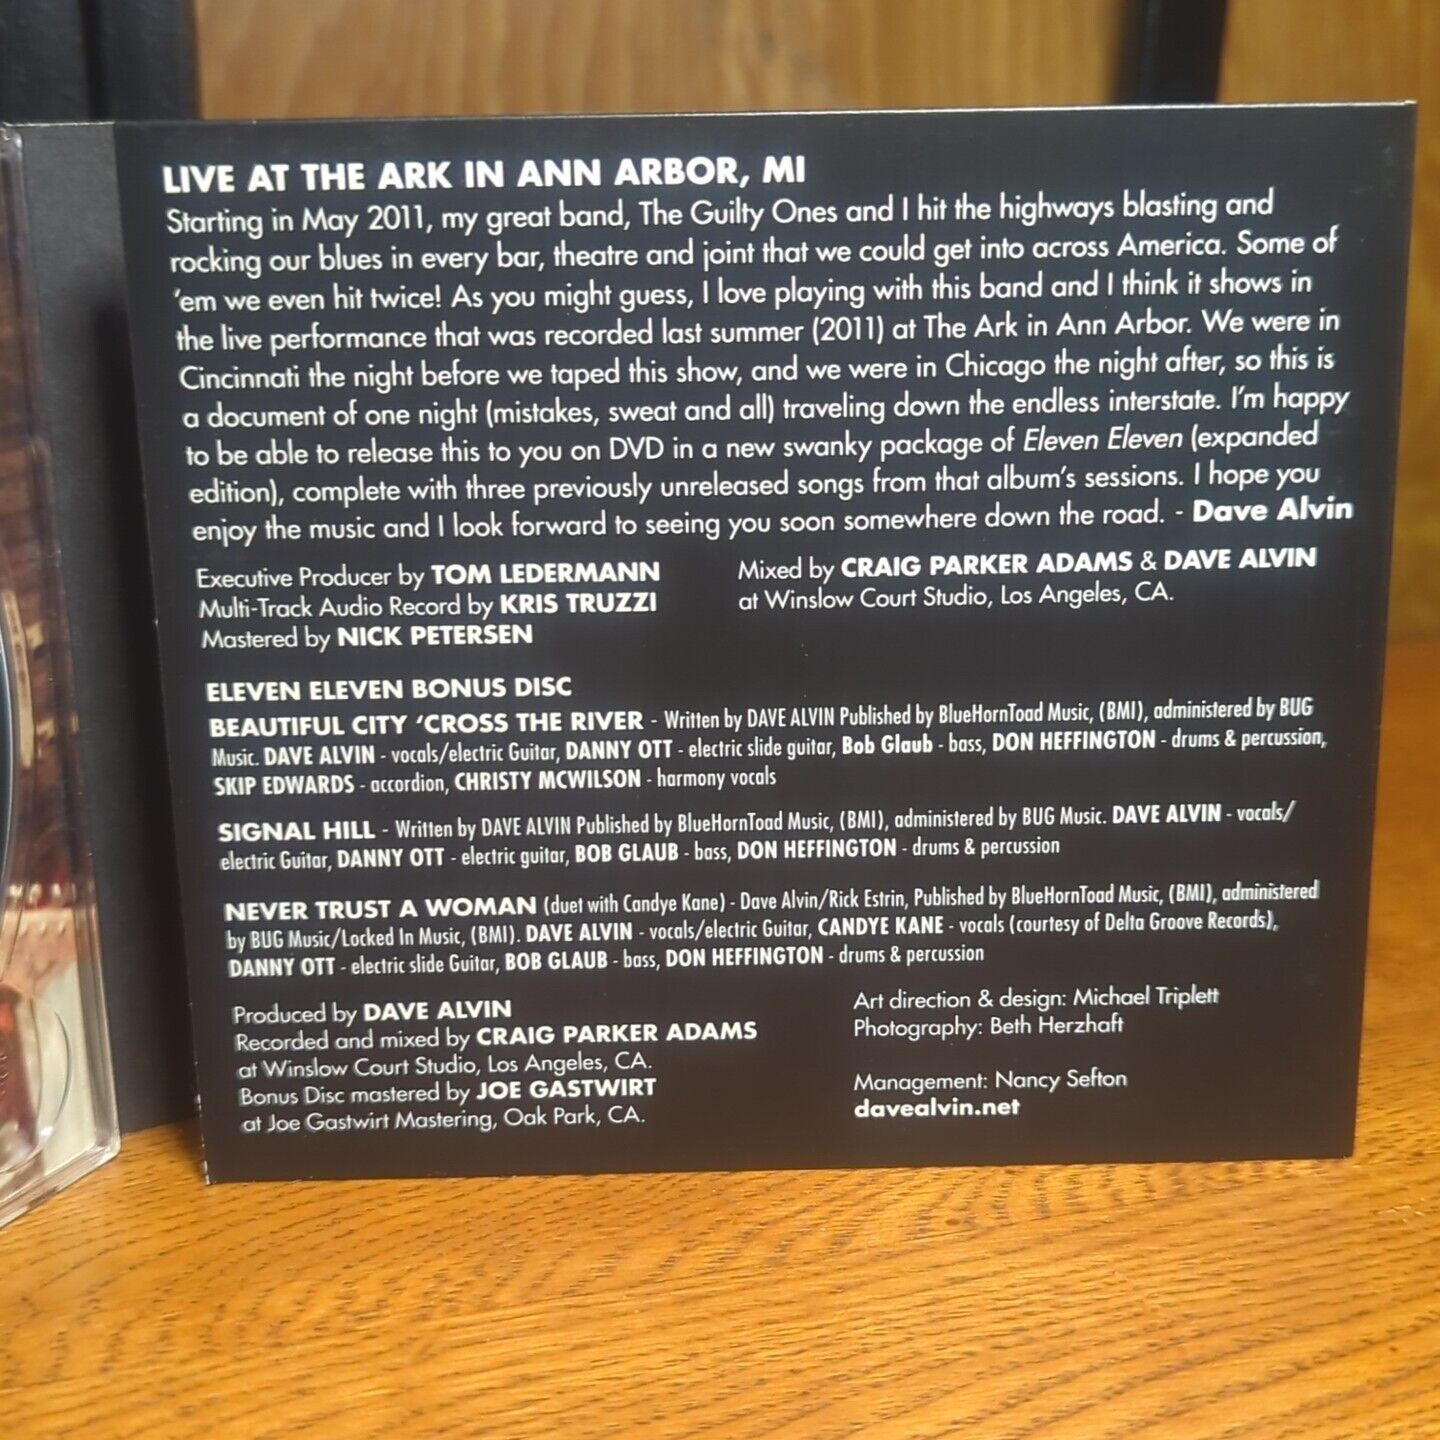 LIVE AT THE ARK IN ANN ARBOR, MI
Starting in May 2011, my great band, The Guilty Ones and I hit the highways blasting and
rocking our blues in every bar, theatre and joint that we could get into across America. Some of
'em we even hit twice! As you might guess, I love playing with this band and I think it shows in
the live performance that was recorded last summer (2011) at The Ark in Ann Arbor. We were in
Cincinnati the night before we taped this show, and we were in Chicago the night after, so this is
a document of one night (mistakes, sweat and all) traveling down the endless interstate. I'm happy
to be able to release this to you on DVD in a new swanky package of Eleven Eleven (expanded
edition), complete with three previously unreleased songs from that album's sessions. I hope you
enjoy the music and I look forward to seeing you soon somewhere down the road. - Dave Alvin
Executive Producer by TOM LEDERMANN
Multi-Track Audio Record by KRIS TRUZZI
Mastered by NICK PETERSEN
Mixed by CRAIG PARKER ADAMS & DAVE ALVIN
at Winslow Court Studio, Los Angeles, CA.
ELEVEN ELEVEN BONUS DISC
BEAUTIFUL CITY 'CROSS THE RIVER - Written by DAVE ALVIN Published by BlueHornToad Music, (BMI), administered by BUG
Music. DAVE ALVIN - vocals/electric Guitar, DANNY OTT - electric slide guitar, Bob Glaub - bass, DON HEFFINGTON - drums & percussion,
SKIP EDWARDS - accordion, CHRISTY MCWILSON - harmony vocals
SIGNAL HILL - Written by DAVE ALVIN Published by BlueHornToad Music, (BMI), administered by BUG Music. DAVE ALVIN - vocals/
electric Guitar, DANNY OTT - electric guitar, BOB GLAUB - bass, DON HEFFINGTON - drums & percussion
NEVER TRUST A WOMAN (duet with Candye Kane) - Dave Alvin/Rick Estrin, Published by BlueHornToad Music, (BMI), administered
by BUG Music/Locked In Music, (BMI). DAVE ALVIN - vocals/electric Guitar, CANDYE KANE - vocals (courtesy of Delta Groove Records),
DANNY OTT - electric slide Guitar, BOB GLAUB - bass, DON HEFFINGTON - drums & percussion
Produced by DAVE ALVIN
Recorded and mixed by CRAIG PARKER ADAMS
at Winslow Court Studio, Los Angeles, CA.
Bonus Disc mastered by JOE GASTWIRT
at Joe Gastwirt Mastering, Oak Park, CA.
Art direction & design: Michael Triplett
Photography: Beth Herzhaft
Management: Nancy Sefton
davealvin.net